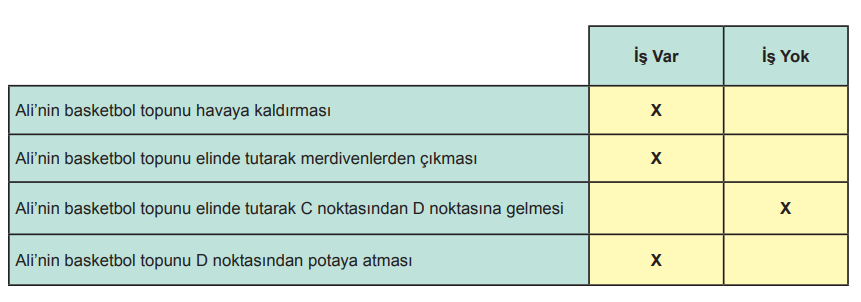 İş Var İş Yok
Ali’nin basketbol topunu havaya kaldırması X
Ali’nin basketbol topunu elinde tutarak merdivenlerden çıkması X
Ali’nin basketbol topunu elinde tutarak C noktasından D noktasına gelmesi X
Ali’nin basketbol topunu D noktasından potaya atması X